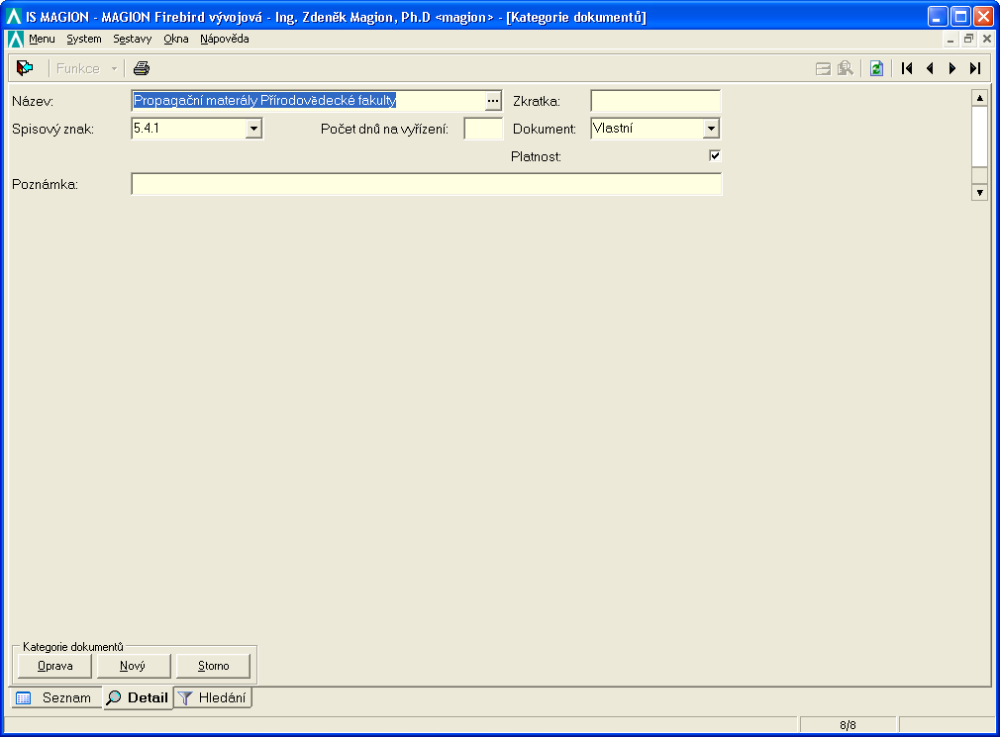 IS MAGION - MAGION Firebird vývojová - Ing. Zdeněk Magion, Ph.D <magion> - [Kategorie dokumentů]
Menu System Sestavy Okna Nápověda
Funkce
Název: Propagační materály Přírodovědecké fakulty ... Zkratka:
Spisový znak: 5.4.1 Počet dnů na vyřízení: Dokument: Vlastní
Platnost:
Poznámka:
Kategorie dokumentů
Oprava Nový Storno
Seznam Detail Hledání
8/8